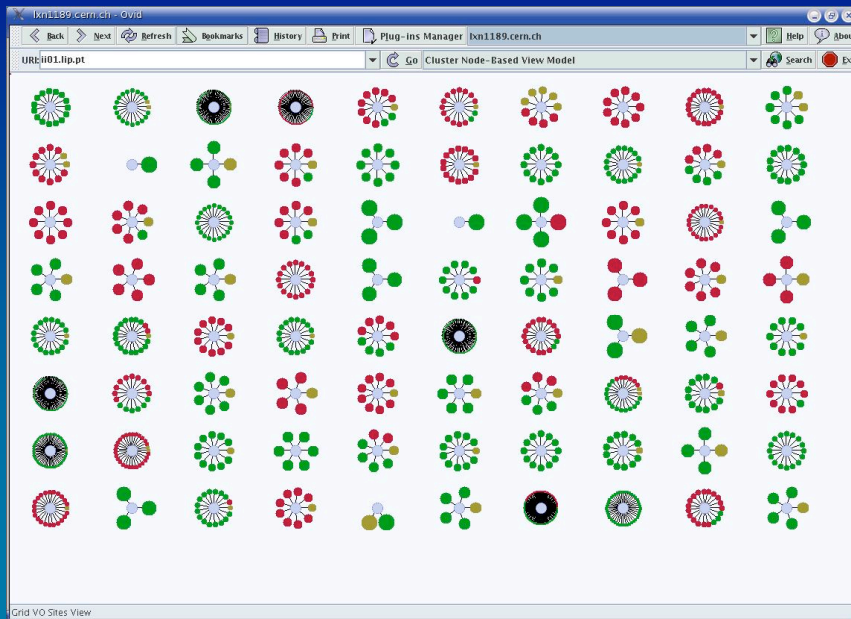 lxn1189.cern.ch - Ovid
Back Next Refresh Bookmarks History Print Plug-ins Manager lxn1189.cern.ch Help
URL ii01.lip.pt Go Cluster Node-Based View Model Search
Grid VO Sites View